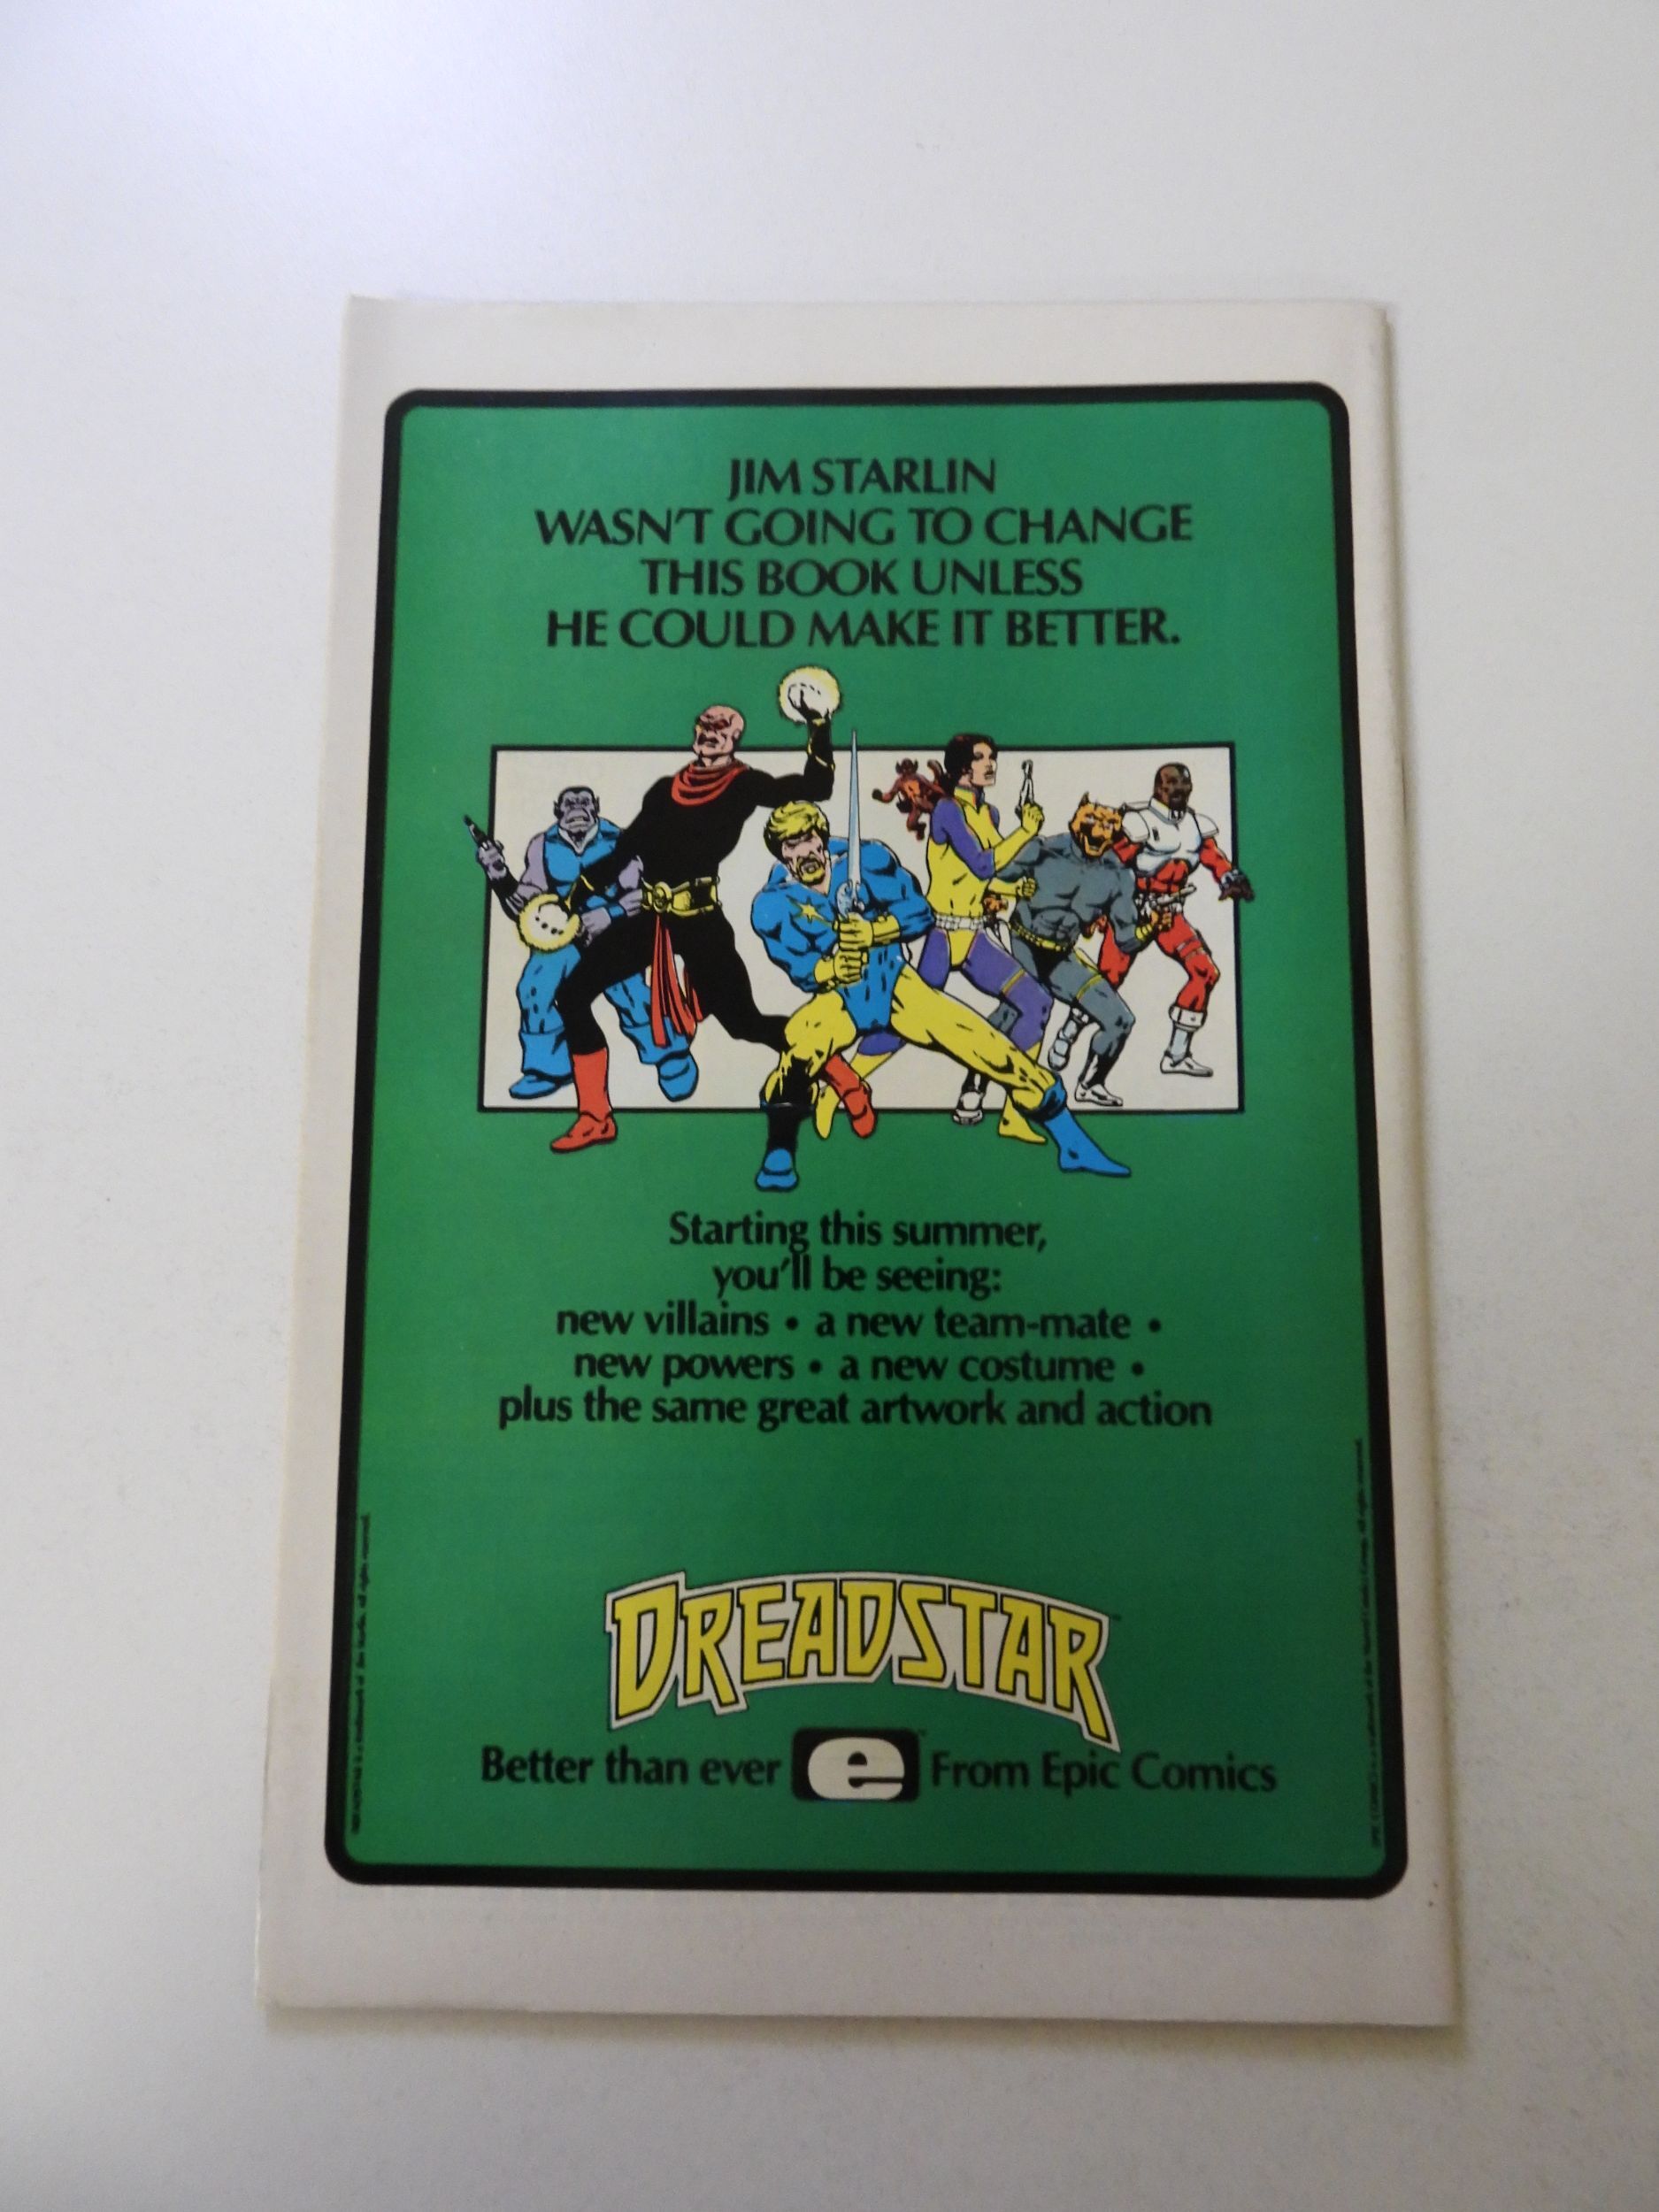 JIM STARLIN
WASN'T GOING TO CHANGE
THIS BOOK UNLESS
HE COULD MAKE IT BETTER.
Starting this summer,
you'll be seeing:
new villains • a new team-mate •
new powers • a new costume •
plus the same great artwork and action
DREADSTAR™
Better than ever e™ From Epic Comics